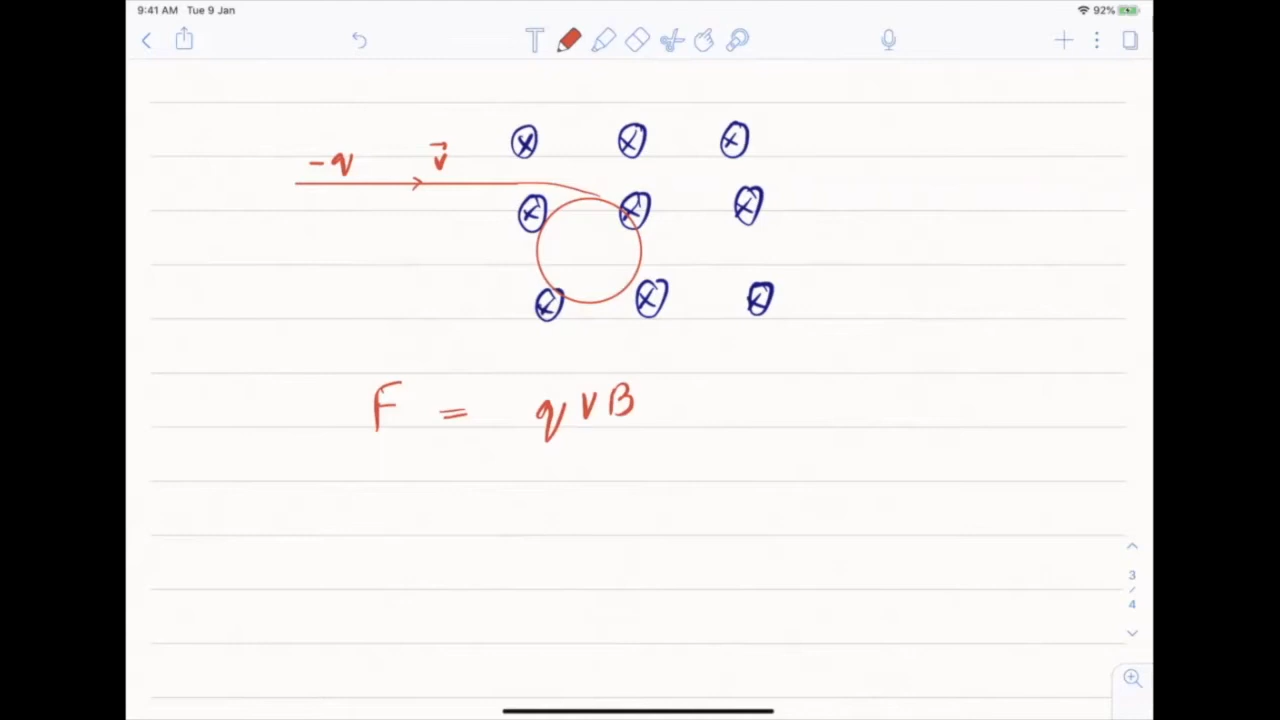 9:41 AM Tue 9 Jan
92%
T
-q v⃗
F = qvB
3
/
4